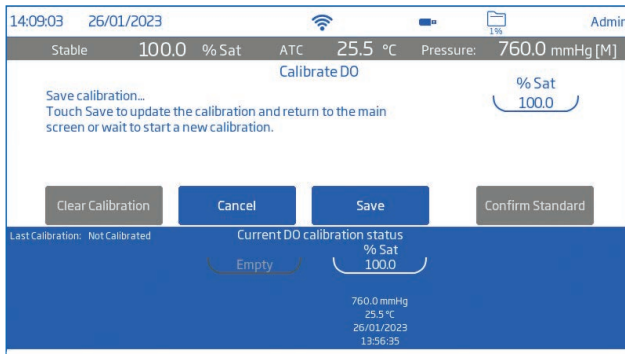 14:09:03 26/01/2023 1% Admin
Stable 100.0 % Sat ATC 25.5 °C Pressure: 760.0 mmHg [M]
Calibrate DO
Save calibration...
Touch Save to update the calibration and return to the main
screen or wait to start a new calibration.
% Sat
100.0
Clear Calibration Cancel Save Confirm Standard
Last Calibration: Not Calibrated Current DO calibration status
% Sat
Empty 100.0
760.0 mmHg
25.5 °C
26/01/2023
13:56:35